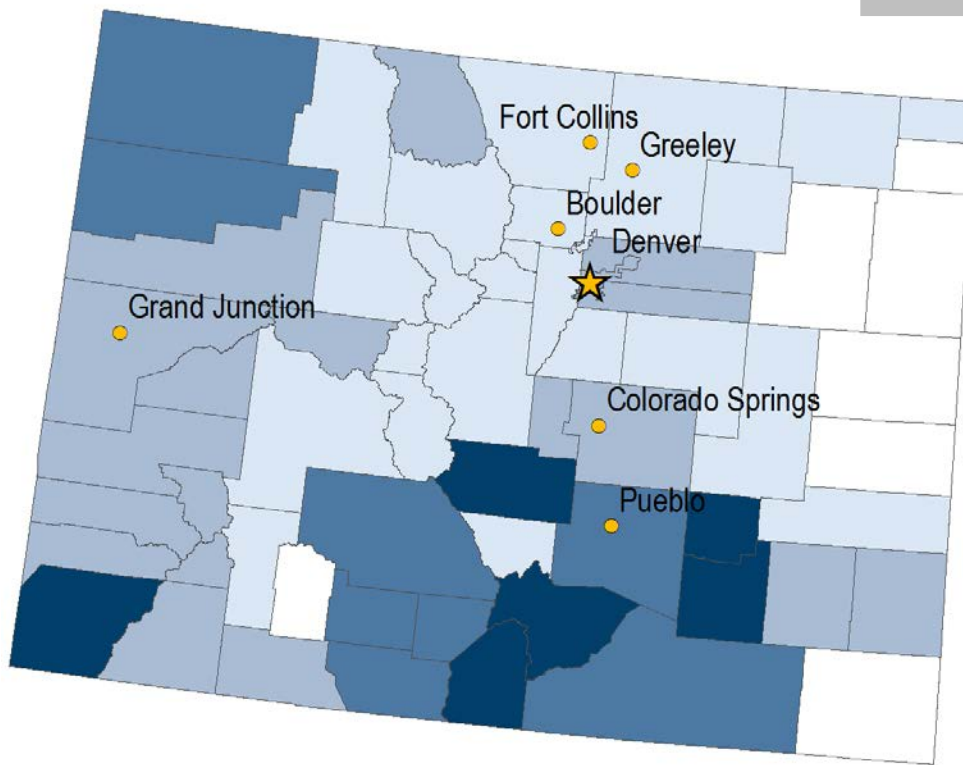 Fort Collins
Greeley
Boulder
Denver
Grand Junction
Colorado Springs
Pueblo